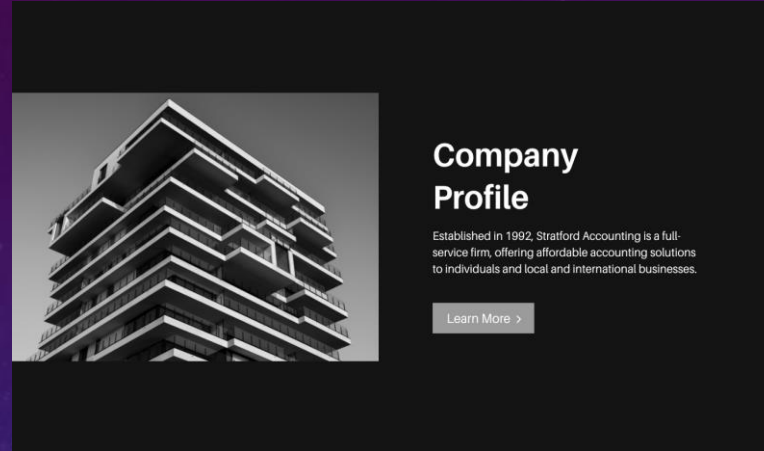 Company
Profile
Established in 1992, Stratford Accounting is a full-
service firm, offering affordable accounting solutions
to individuals and local and international businesses.
Learn More >